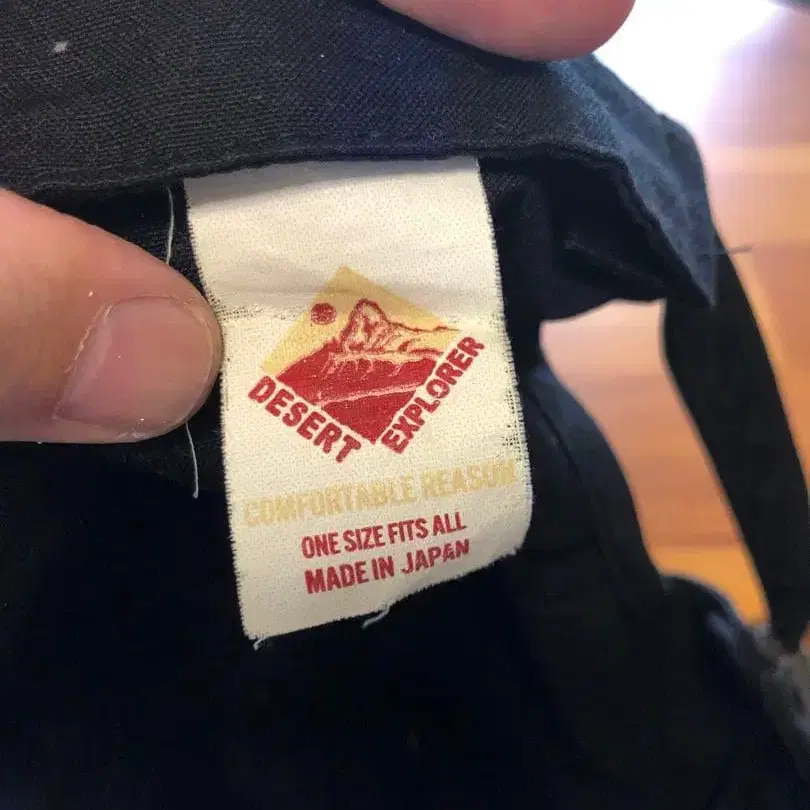 DESERT
EXPLORER
COMFORTABLE REASON
ONE SIZE FITS ALL
MADE IN JAPAN